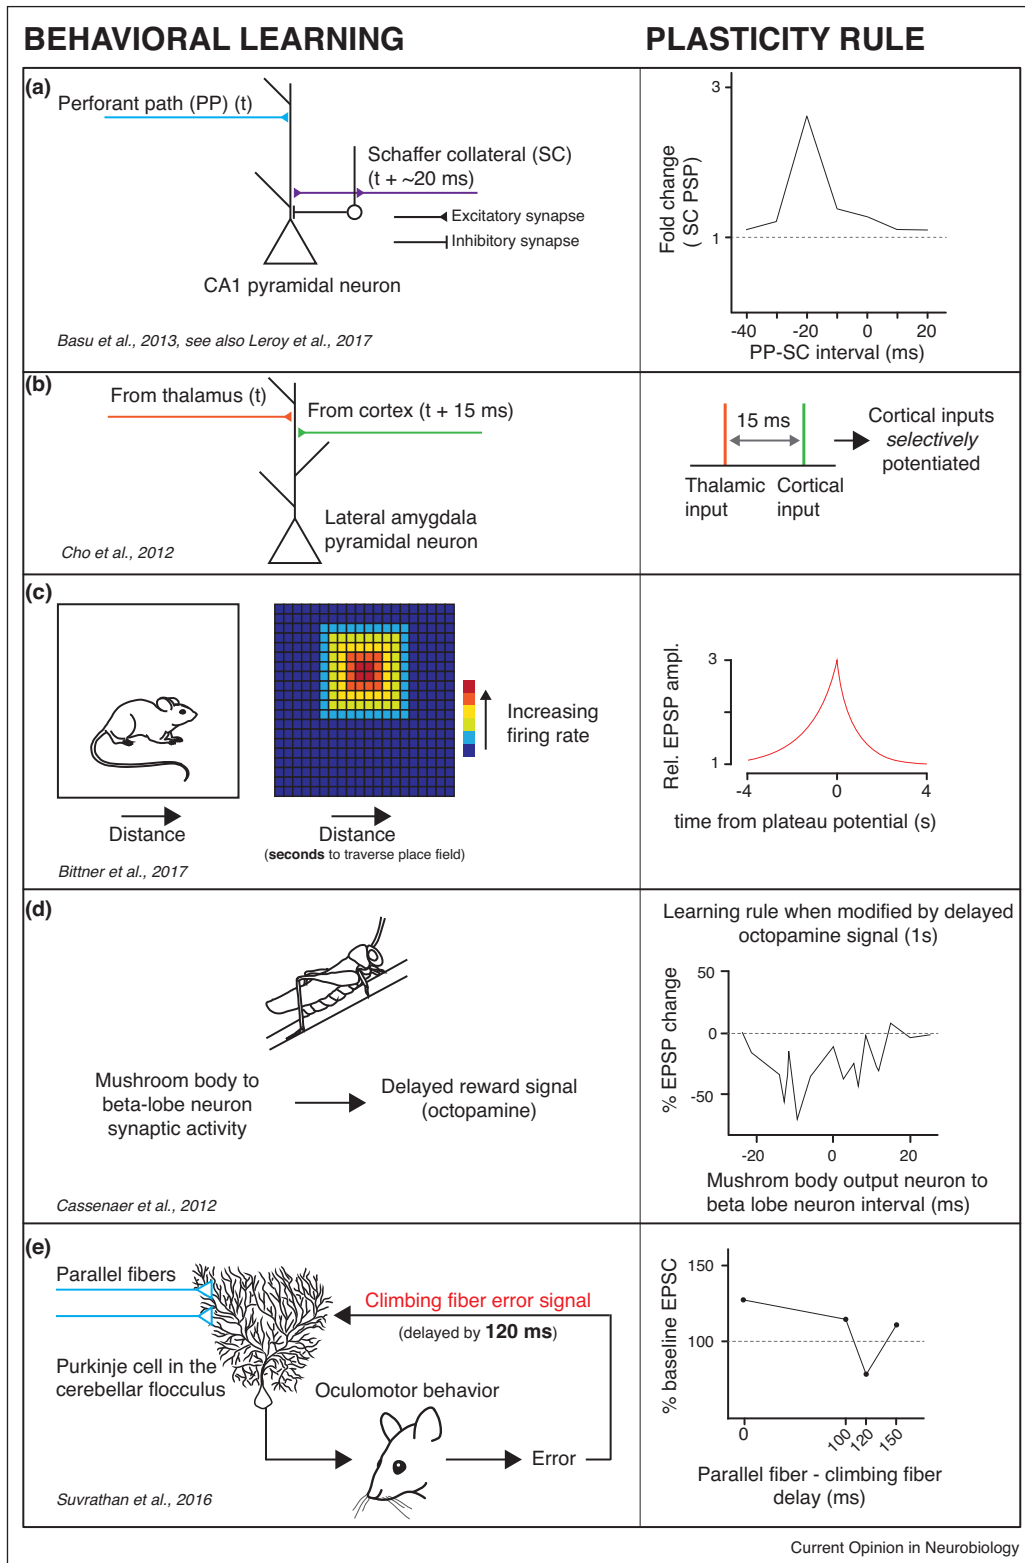 BEHAVIORAL LEARNING
PLASTICITY RULE
(a)
Perforant path (PP) (t)
Schaffer collateral (SC)
(t + ~20 ms)
Excitatory synapse
Inhibitory synapse
CA1 pyramidal neuron
Basu et al., 2013, see also Leroy et al., 2017
Fold change
( SC PSP)
3
1
-40
-20
0
20
PP-SC interval (ms)
(b)
From thalamus (t)
From cortex (t + 15 ms)
Lateral amygdala
pyramidal neuron
Cho et al., 2012
15 ms
Thalamic
input
Cortical
input
Cortical inputs
selectively
potentiated
(c)
Increasing
firing rate
Distance
Distance
(seconds to traverse place field)
Bittner et al., 2017
Rel. EPSP ampl.
3
1
-4
0
4
time from plateau potential (s)
(d)
Mushroom body to
beta-lobe neuron
synaptic activity
Delayed reward signal
(octopamine)
Cassenaer et al., 2012
Learning rule when modified by delayed
octopamine signal (1s)
% EPSP change
50
0
-50
-20
0
20
Mushrom body output neuron to
beta lobe neuron interval (ms)
(e)
Parallel fibers
Climbing fiber error signal
(delayed by 120 ms)
Purkinje cell in the
cerebellar flocculus
Oculomotor behavior
Error
Suvrathan et al., 2016
% baseline EPSC
150
100
0
100
120
150
Parallel fiber - climbing fiber
delay (ms)
Current Opinion in Neurobiology